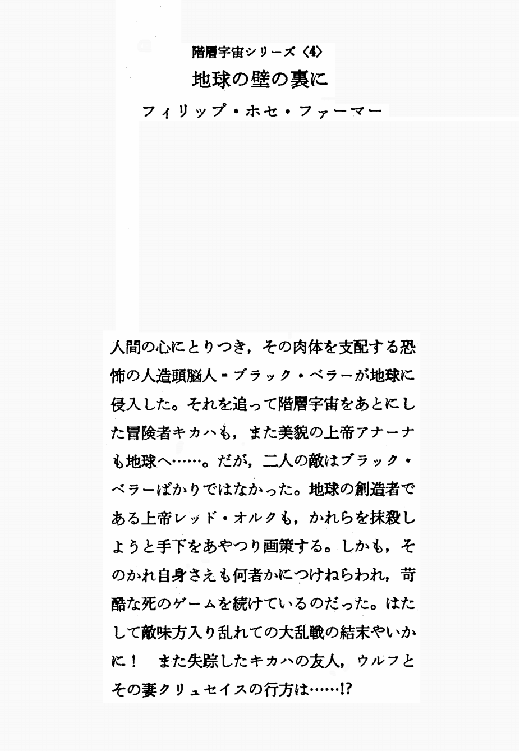 階層宇宙シリーズ〈4〉
地球の壁の裏に
フィリップ・ホセ・ファーマー
人間の心にとりつき，その肉体を支配する恐
怖の人造頭脳人＝ブラック・ベラーが地球に
侵入した。それを追って階層宇宙をあとにし
た冒険者キカハも，また美貌の上帝アナーナ
も地球へ……。だが，二人の敵はブラック・
ベラーばかりではなかった。地球の創造者で
ある上帝レッド・オルクも，かれらを抹殺し
ようと手下をあやつり画策する。しかも，そ
のかれ自身さえも何者かにつけねらわれ，苛
酷な死のゲームを続けているのだった。はた
して敵味方入り乱れての大乱戦の結末やいか
に！　また失踪したキカハの友人，ウルフと
その妻クリュセイスの行方は……!?